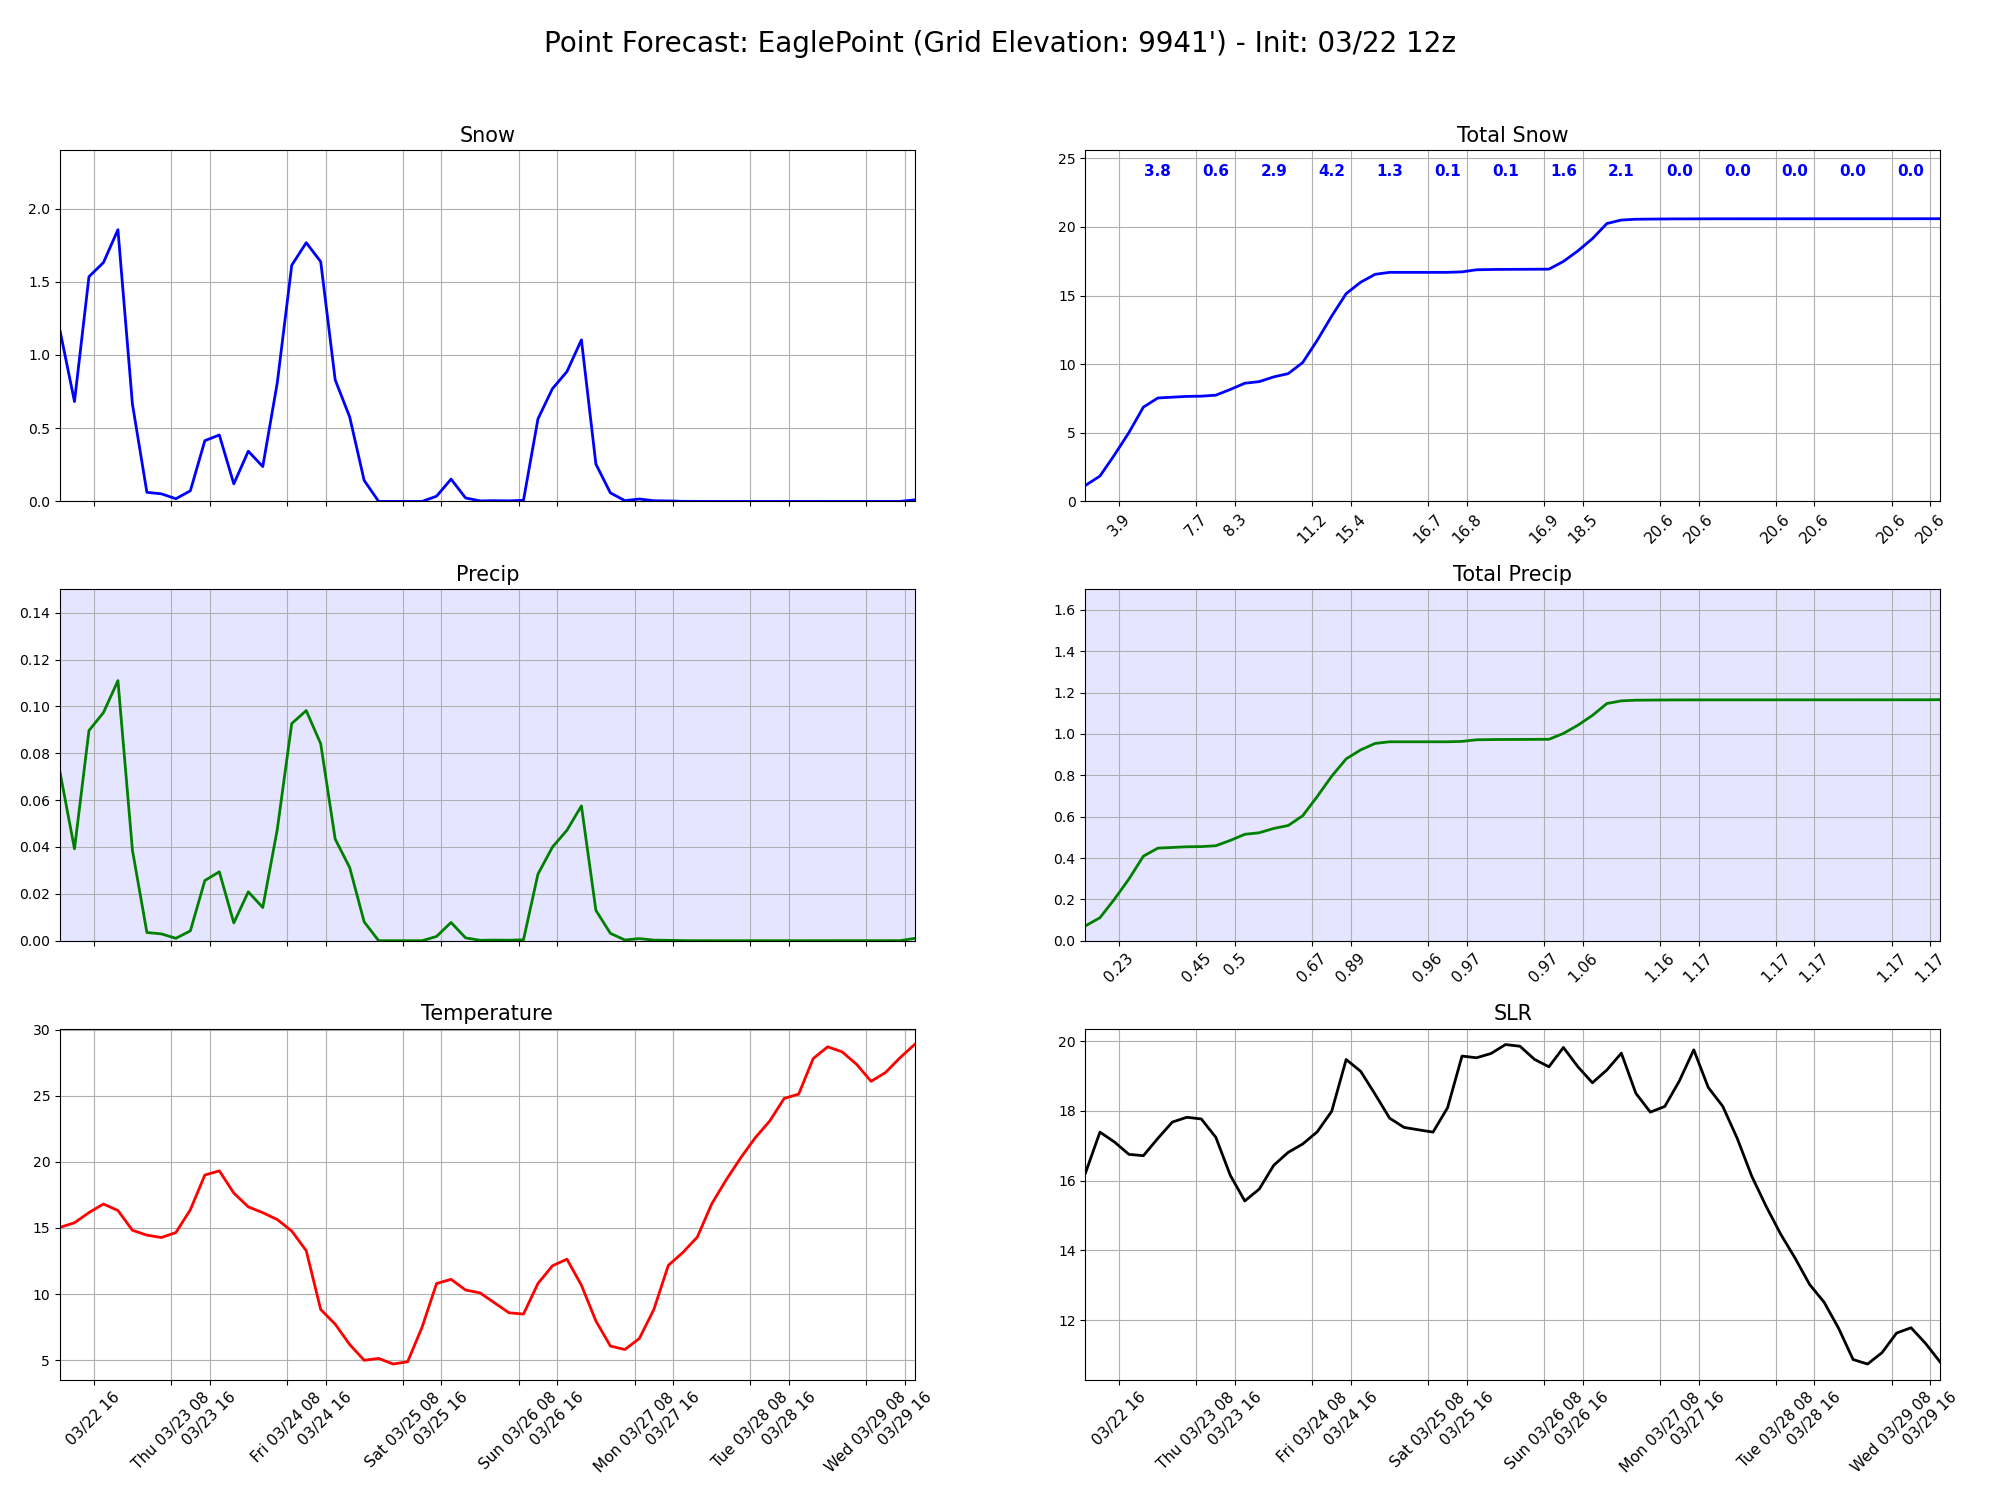 Point Forecast: EaglePoint (Grid Elevation: 9941') - Init: 03/22 12z
Snow
2.0
1.5
1.0
0.5
0.0
Total Snow
3.8 0.6 2.9 4.2 1.3 0.1 0.1 1.6 2.1 0.0 0.0 0.0 0.0 0.0
25
20
15
10
5
0
3.9 7.7 8.3 11.2 15.4 16.7 16.8 16.9 18.5 20.6 20.6 20.6 20.6 20.6 20.6
Precip
0.14
0.12
0.10
0.08
0.06
0.04
0.02
0.00
Total Precip
1.6
1.4
1.2
1.0
0.8
0.6
0.4
0.2
0.0
0.23 0.45 0.5 0.67 0.89 0.96 0.97 0.97 1.06 1.16 1.17 1.17 1.17 1.17 1.17
Temperature
30
25
20
15
10
5
03/22 16
Thu 03/23 08
03/23 16
Fri 03/24 08
03/24 16
Sat 03/25 08
03/25 16
Sun 03/26 08
03/26 16
Mon 03/27 08
03/27 16
Tue 03/28 08
03/28 16
Wed 03/29 08
03/29 16
SLR
20
18
16
14
12
03/22 16
Thu 03/23 08
03/23 16
Fri 03/24 08
03/24 16
Sat 03/25 08
03/25 16
Sun 03/26 08
03/26 16
Mon 03/27 08
03/27 16
Tue 03/28 08
03/28 16
Wed 03/29 08
03/29 16